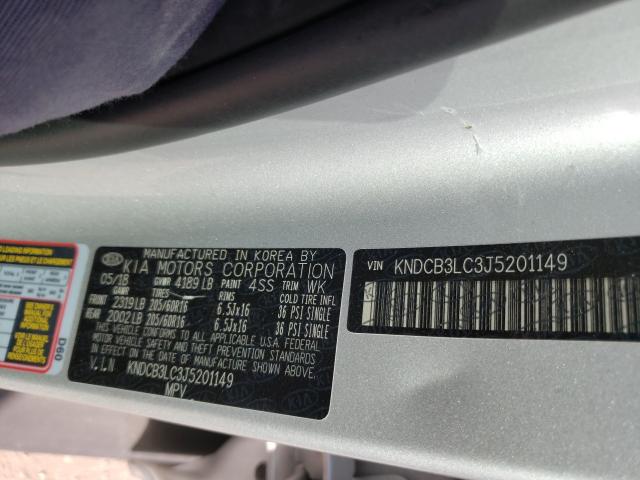 MANUFACTURED IN KOREA BY
KIA MOTORS CORPORATION
05/18 GVWR 4189 LB PAINT 4SS TRIM WK
GAWR TIRES RIMS COLD TIRE INFL
FRONT 2319 LB 205/60R16 6.5JX16 36 PSI SINGLE
REAR 2002 LB 205/60R16 6.5JX16 36 PSI SINGLE
THIS VEHICLE CONFORMS TO ALL APPLICABLE U.S.A. FEDERAL
MOTOR VEHICLE SAFETY AND THEFT PREVENTION STANDARDS
IN EFFECT ON THE DATE OF MANUFACTURE SHOWN ABOVE.
V.I.N KNDCB3LC3J5201149
MPV
VIN KNDCB3LC3J5201149
D60